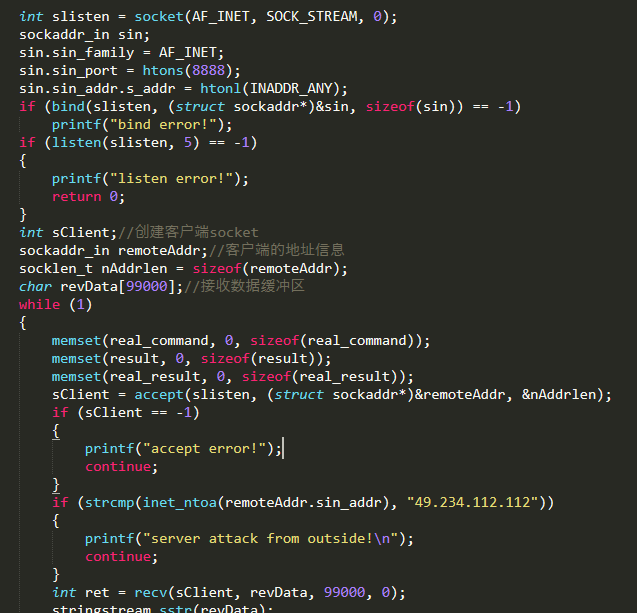 int slisten = socket(AF_INET, SOCK_STREAM, 0);
sockaddr_in sin;
sin.sin_family = AF_INET;
sin.sin_port = htons(8888);
sin.sin_addr.s_addr = htonl(INADDR_ANY);
if (bind(slisten, (struct sockaddr*)&sin, sizeof(sin)) == -1)
    printf("bind error!");
if (listen(slisten, 5) == -1)
{
    printf("listen error!");
    return 0;
}
int sClient;//创建客户端socket
sockaddr_in remoteAddr;//客户端的地址信息
socklen_t nAddrlen = sizeof(remoteAddr);
char revData[99000];//接收数据缓冲区
while (1)
{
    memset(real_command, 0, sizeof(real_command));
    memset(result, 0, sizeof(result));
    memset(real_result, 0, sizeof(real_result));
    sClient = accept(slisten, (struct sockaddr*)&remoteAddr, &nAddrlen);
    if (sClient == -1)
    {
        printf("accept error!");
        continue;
    }
    if (strcmp(inet_ntoa(remoteAddr.sin_addr), "49.234.112.112"))
    {
        printf("server attack from outside!\n");
        continue;
    }
    int ret = recv(sClient, revData, 99000, 0);
    stringstream sstr(revData);